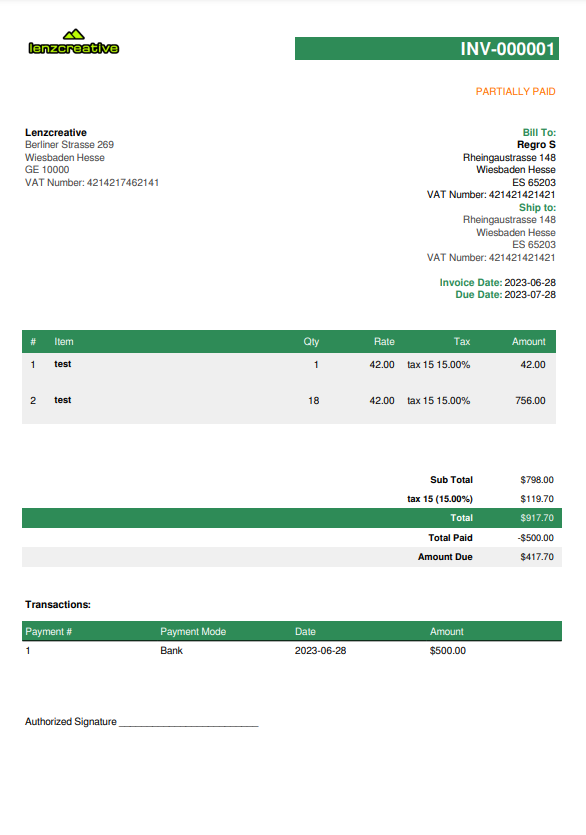 lenzcreative
INV-000001
PARTIALLY PAID
Lenzcreative
Berliner Strasse 269
Wiesbaden Hesse
GE 10000
VAT Number: 4214217462141
Bill To:
Regro S
Rheingaustrasse 148
Wiesbaden Hesse
ES 65203
VAT Number: 421421421421
Ship to:
Rheingaustrasse 148
Wiesbaden Hesse
ES 65203
VAT Number: 421421421421
Invoice Date: 2023-06-28
Due Date: 2023-07-28
# Item Qty Rate Tax Amount
1 test 1 42.00 tax 15 15.00% 42.00
2 test 18 42.00 tax 15 15.00% 756.00
Sub Total $798.00
tax 15 (15.00%) $119.70
Total $917.70
Total Paid -$500.00
Amount Due $417.70
Transactions:
Payment # Payment Mode Date Amount
1 Bank 2023-06-28 $500.00
Authorized Signature _________________________